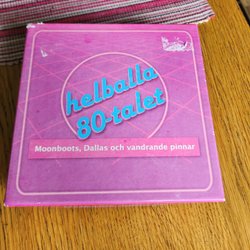 helballa
80-talet
Moonboots, Dallas och vandrande pinnar